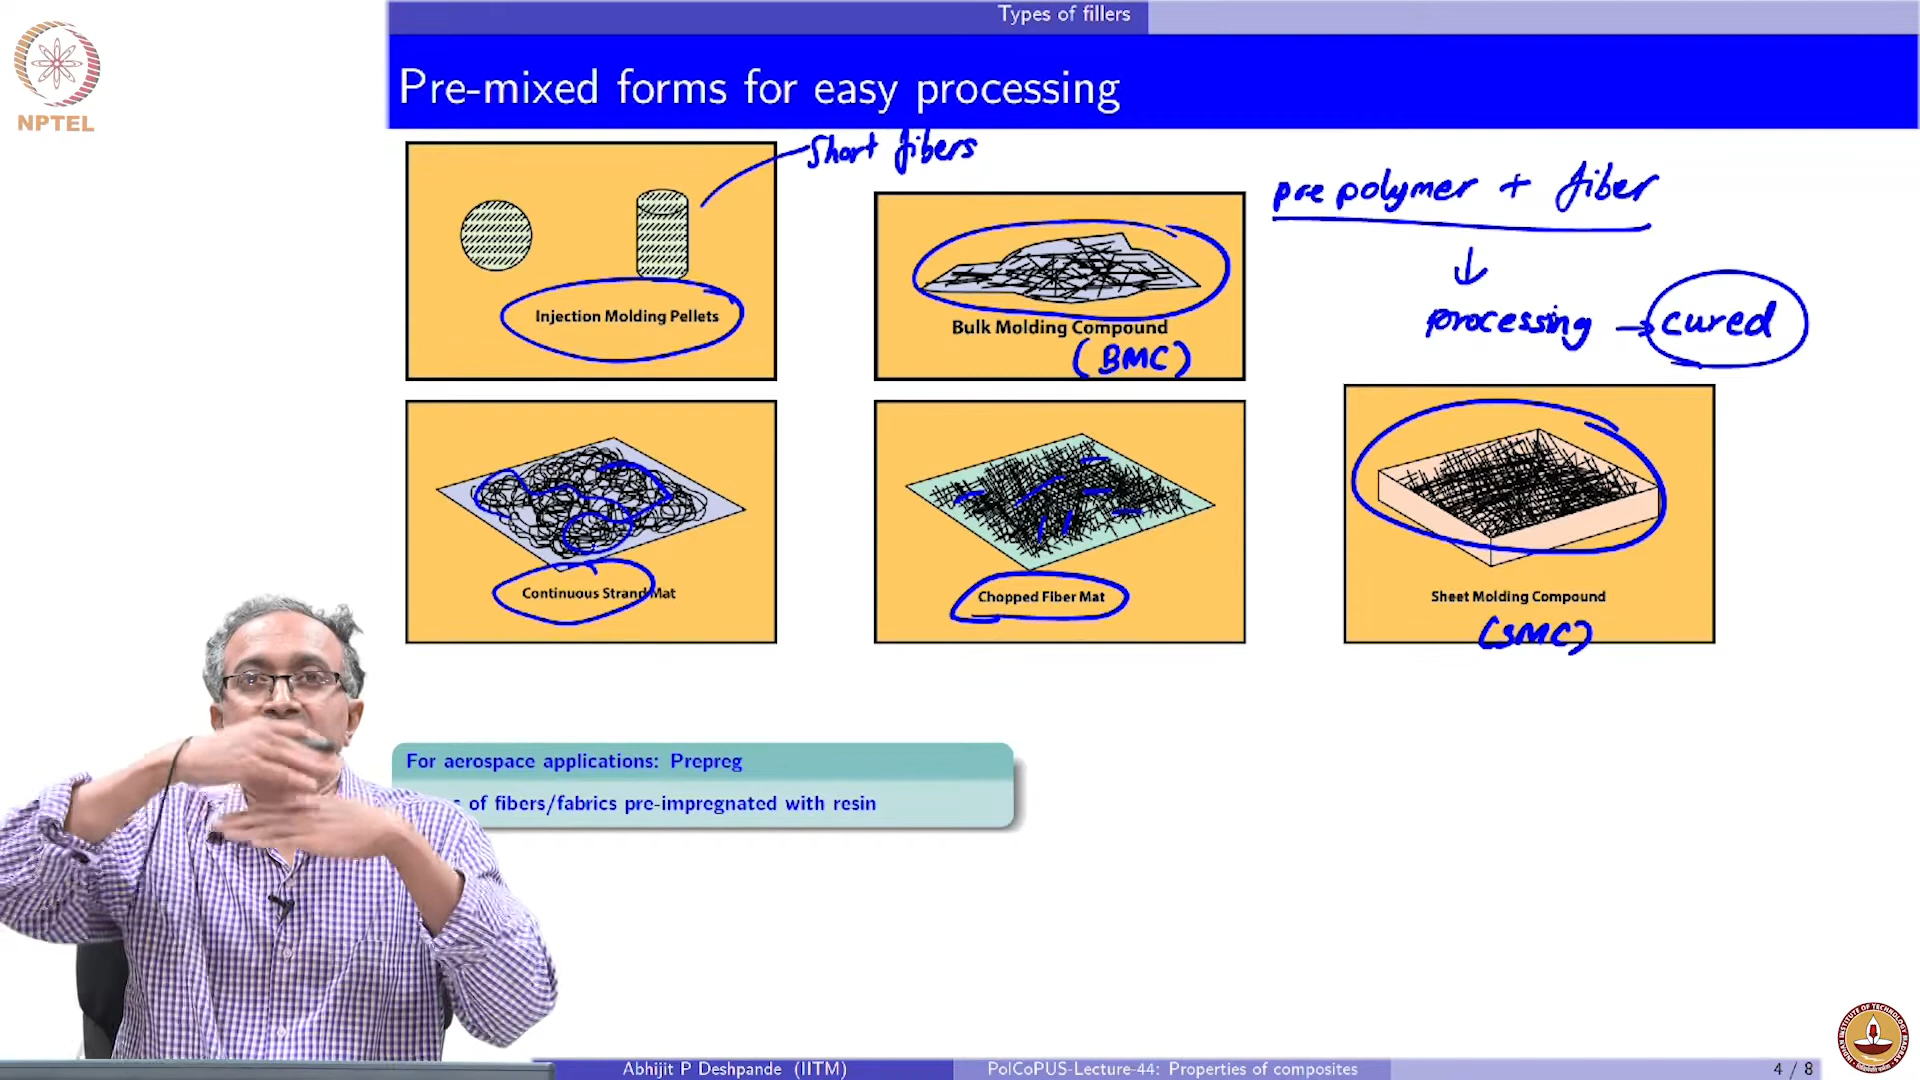 Types of fillers
NPTEL
Pre-mixed forms for easy processing
short fibers
Injection Molding Pellets
Bulk Molding Compound
(BMC)
prepolymer + fiber
↓
processing → cured
Continuous Strand Mat
Chopped Fiber Mat
Sheet Molding Compound
(SMC)
For aerospace applications: Prepreg
of fibers/fabrics pre-impregnated with resin
Abhijit P Deshpande (IITM)
PolCoPUS-Lecture-44: Properties of composites
4 / 8